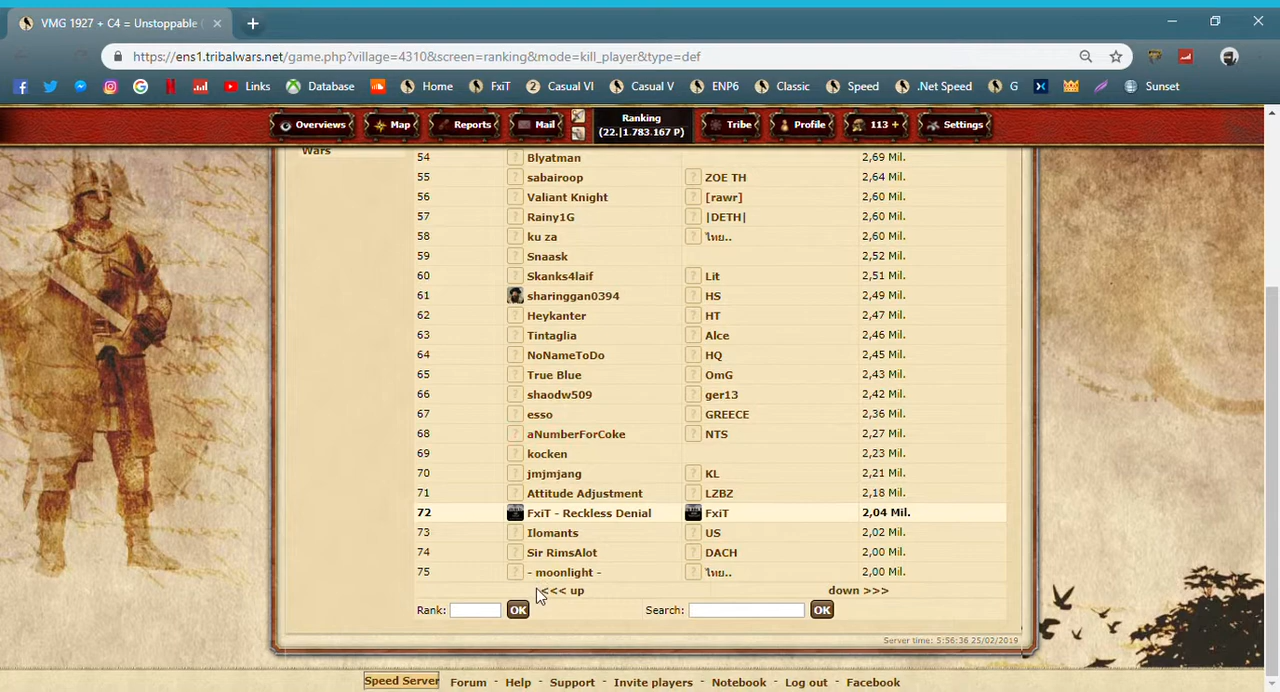 VMG 1927 + C4 = Unstoppable (
https://ens1.tribalwars.net/game.php?village=4310&screen=ranking&mode=kill_player&type=def
Links Database Home FxiT Casual VI Casual V ENP6 Classic Speed .Net Speed G Sunset
Overviews Map Reports Mail Ranking Tribe Profile 113 + Settings
(22.|1.783.167 P)
Wars
54 Blyatman 2,69 Mil.
55 sabairoop ZOE TH 2,64 Mil.
56 Valiant Knight [rawr] 2,60 Mil.
57 Rainy1G |DETH| 2,60 Mil.
58 ku za ไทย.. 2,60 Mil.
59 Snaask 2,52 Mil.
60 Skanks4laif Lit 2,51 Mil.
61 sharinggan0394 HS 2,49 Mil.
62 Heykanter HT 2,47 Mil.
63 Tintaglia Alce 2,46 Mil.
64 NoNameToDo HQ 2,45 Mil.
65 True Blue OmG 2,43 Mil.
66 shaodw509 ger13 2,42 Mil.
67 esso GREECE 2,36 Mil.
68 aNumberForCoke NTS 2,27 Mil.
69 kocken 2,23 Mil.
70 jmjmjang KL 2,21 Mil.
71 Attitude Adjustment LZBZ 2,18 Mil.
72 FxiT - Reckless Denial FxiT 2,04 Mil.
73 Ilomants US 2,02 Mil.
74 Sir RimsAlot DACH 2,00 Mil.
75 - moonlight - ไทย.. 2,00 Mil.
<<< up down >>>
Rank: OK Search: OK
Server time: 5:56:36 25/02/2019
Speed Server Forum - Help - Support - Invite players - Notebook - Log out - Facebook